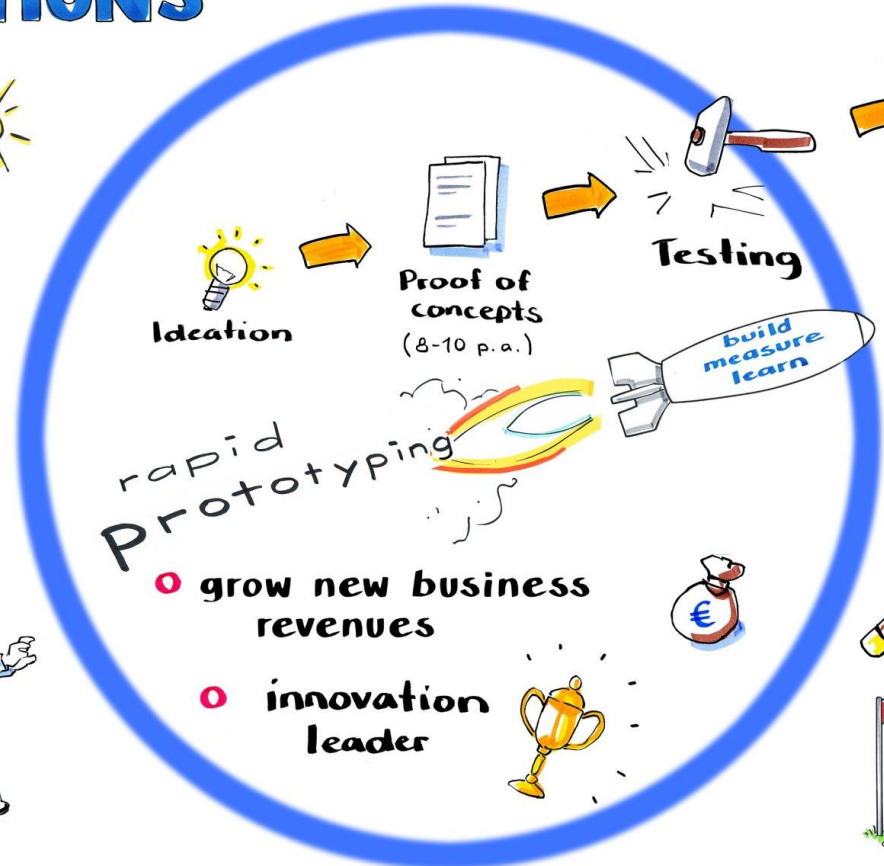 Ideation
Proof of
concepts
(8-10 p.a.)
Testing
build
measure
learn
rapid
prototyping
grow new business
revenues
€
innovation
leader